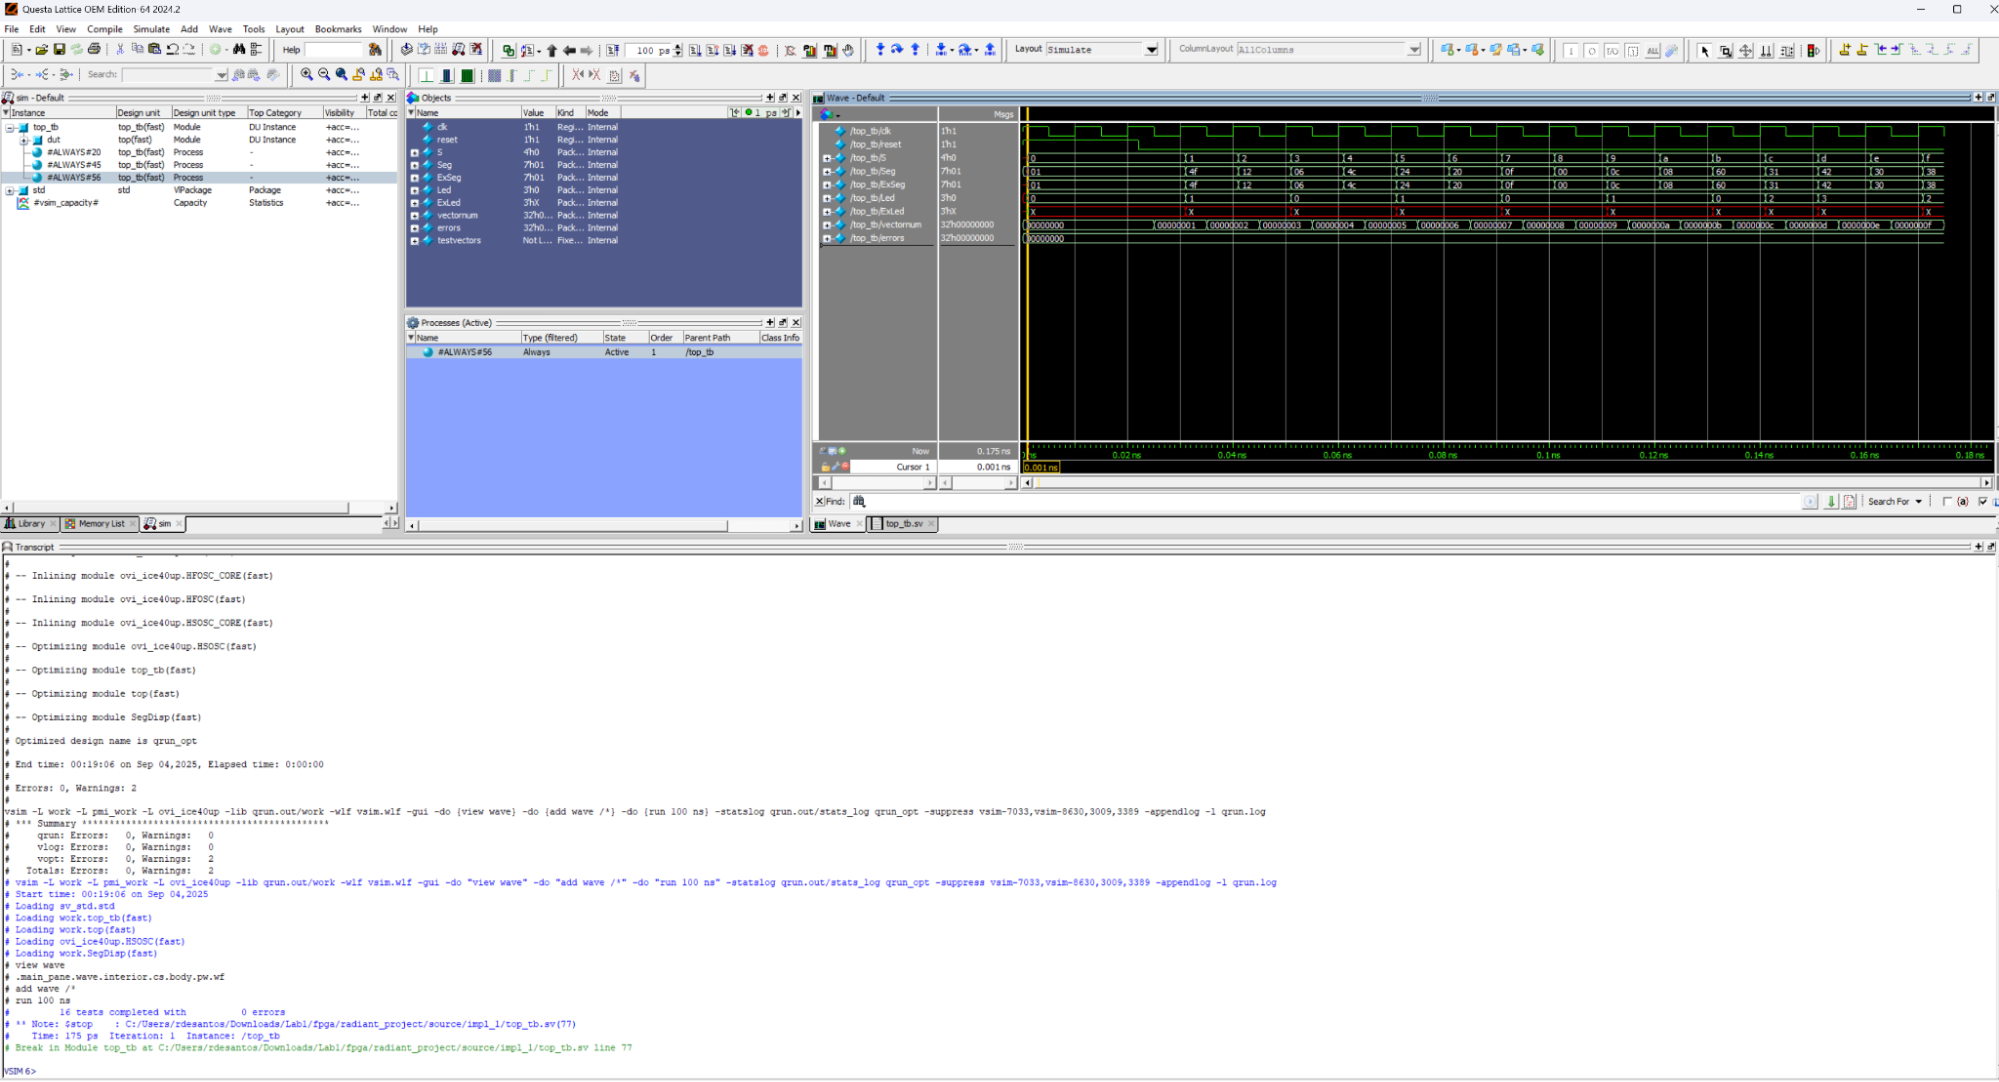 Questa Lattice OEM Edition-64 2024.2
File Edit View Compile Simulate Add Wave Tools Layout Bookmarks Window Help
Help 100 ps Layout Simulate ColumnLayout AllColumns
Search:
sim - Default
Instance Design unit Design unit type Top Category Visibility Total cc
top_tb top_tb(fast) Module DU Instance +acc=...
dut top(fast) Module DU Instance +acc=...
#ALWAYS#20 top_tb(fast) Process - +acc=...
#ALWAYS#45 top_tb(fast) Process - +acc=...
#ALWAYS#56 top_tb(fast) Process - +acc=...
std std VlPackage Package +acc=...
#vsim_capacity# Capacity Statistics +acc=...
Library Memory List sim
Objects
Name Value Kind Mode 1 ps
clk 1'h1 Reg... Internal
reset 1'h1 Reg... Internal
S 4'h0 Pack... Internal
Seg 7'h01 Pack... Internal
ExSeg 7'h01 Pack... Internal
Led 3'h0 Pack... Internal
ExLed 3'hX Pack... Internal
vectornum 32'h0... Pack... Internal
errors 32'h0... Pack... Internal
testvectors Not L... Fixe... Internal
Processes (Active)
Name Type (filtered) State Order Parent Path Class Info
#ALWAYS#56 Always Active 1 /top_tb
Wave - Default
Msgs
/top_tb/clk 1'h1
/top_tb/reset 1'h1
/top_tb/S 4'h0 0 1 2 3 4 5 6 7 8 9 a b c d e f
/top_tb/Seg 7'h01 01 4f 12 06 4c 24 20 0f 00 0c 08 60 31 42 30 38
/top_tb/ExSeg 7'h01 01 4f 12 06 4c 24 20 0f 00 0c 08 60 31 42 30 38
/top_tb/Led 3'h0 0 1 0 1 0 1 0 2 3 2
/top_tb/ExLed 3'hX X X X X X X X X X X
/top_tb/vectornum 32'h00000000 00000000 00000001 00000002 00000003 00000004 00000005 00000006 00000007 00000008 00000009 0000000a 0000000b 0000000c 0000000d 0000000e 0000000f
/top_tb/errors 32'h00000000 00000000
Now 0.175 ns 0.02 ns 0.04 ns 0.06 ns 0.08 ns 0.1 ns 0.12 ns 0.14 ns 0.16 ns 0.18 ns
Cursor 1 0.001 ns 0.001 ns
Find: Search For
Wave top_tb.sv
Transcript
#
# -- Inlining module ovi_ice40up.HFOSC_CORE(fast)
#
# -- Inlining module ovi_ice40up.HFOSC(fast)
#
# -- Inlining module ovi_ice40up.HSOSC_CORE(fast)
#
# -- Optimizing module ovi_ice40up.HSOSC(fast)
#
# -- Optimizing module top_tb(fast)
#
# -- Optimizing module top(fast)
#
# -- Optimizing module SegDisp(fast)
#
# Optimized design name is qrun_opt
#
# End time: 00:19:06 on Sep 04,2025, Elapsed time: 0:00:00
#
# Errors: 0, Warnings: 2
#
vsim -L work -L pmi_work -L ovi_ice40up -lib qrun.out/work -wlf vsim.wlf -gui -do {view wave} -do {add wave /*} -do {run 100 ns} -statslog qrun.out/stats_log qrun_opt -suppress vsim-7033,vsim-8630,3009,3389 -appendlog -l qrun.log
# *** Summary *********************************************
# qrun: Errors: 0, Warnings: 0
# vlog: Errors: 0, Warnings: 0
# vopt: Errors: 0, Warnings: 2
# Totals: Errors: 0, Warnings: 2
# vsim -L work -L pmi_work -L ovi_ice40up -lib qrun.out/work -wlf vsim.wlf -gui -do "view wave" -do "add wave /*" -do "run 100 ns" -statslog qrun.out/stats_log qrun_opt -suppress vsim-7033,vsim-8630,3009,3389 -appendlog -l qrun.log
# Start time: 00:19:06 on Sep 04,2025
# Loading sv_std.std
# Loading work.top_tb(fast)
# Loading work.top(fast)
# Loading ovi_ice40up.HSOSC(fast)
# Loading work.SegDisp(fast)
# view wave
# .main_pane.wave.interior.cs.body.pw.wf
# add wave /*
# run 100 ns
# 16 tests completed with 0 errors
# ** Note: $stop : C:/Users/rdesantos/Downloads/Lab1/fpga/radiant_project/source/impl_1/top_tb.sv(77)
# Time: 175 ps Iteration: 1 Instance: /top_tb
# Break in Module top_tb at C:/Users/rdesantos/Downloads/Lab1/fpga/radiant_project/source/impl_1/top_tb.sv line 77
VSIM 6>